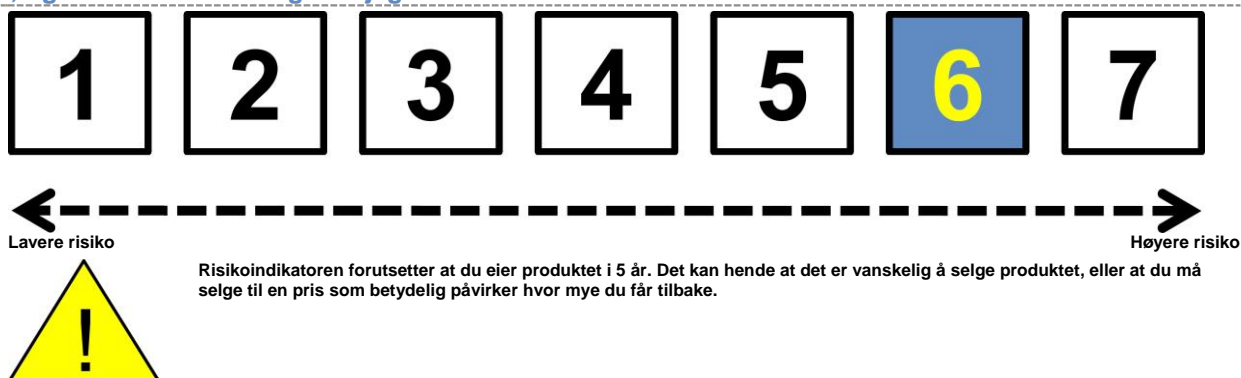 1 2 3 4 5 6 7
Lavere risiko Høyere risiko
Risikoindikatoren forutsetter at du eier produktet i 5 år. Det kan hende at det er vanskelig å selge produktet, eller at du må
selge til en pris som betydelig påvirker hvor mye du får tilbake.
!